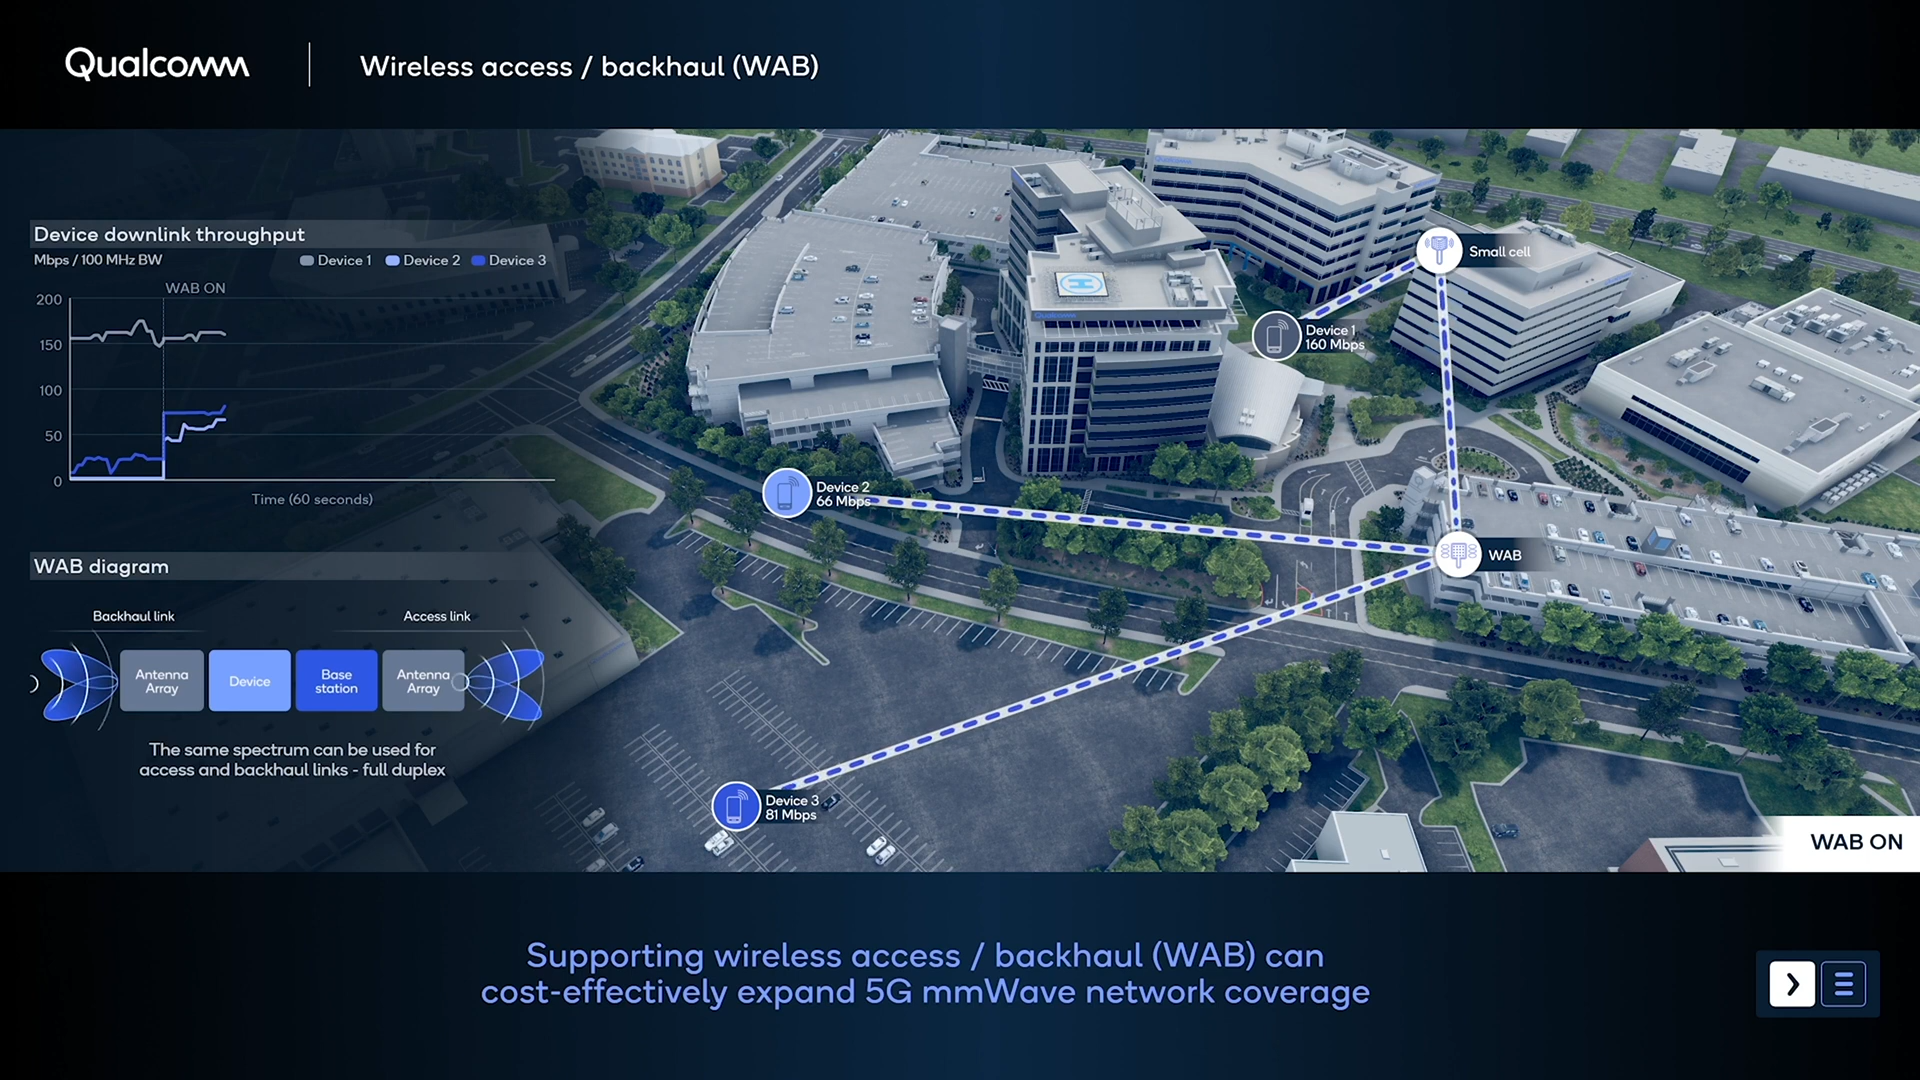 Qualcomm
Wireless access / backhaul (WAB)
Device downlink throughput
Mbps / 100 MHz BW
Device 1
Device 2
Device 3
WAB ON
200
150
100
50
0
Time (60 seconds)
WAB diagram
Backhaul link
Access link
Antenna
Array
Device
Base
station
Antenna
Array
The same spectrum can be used for
access and backhaul links - full duplex
Qualcomm
Small cell
Device 1
160 Mbps
Device 2
66 Mbps
WAB
Device 3
81 Mbps
WAB ON
Supporting wireless access / backhaul (WAB) can
cost-effectively expand 5G mmWave network coverage